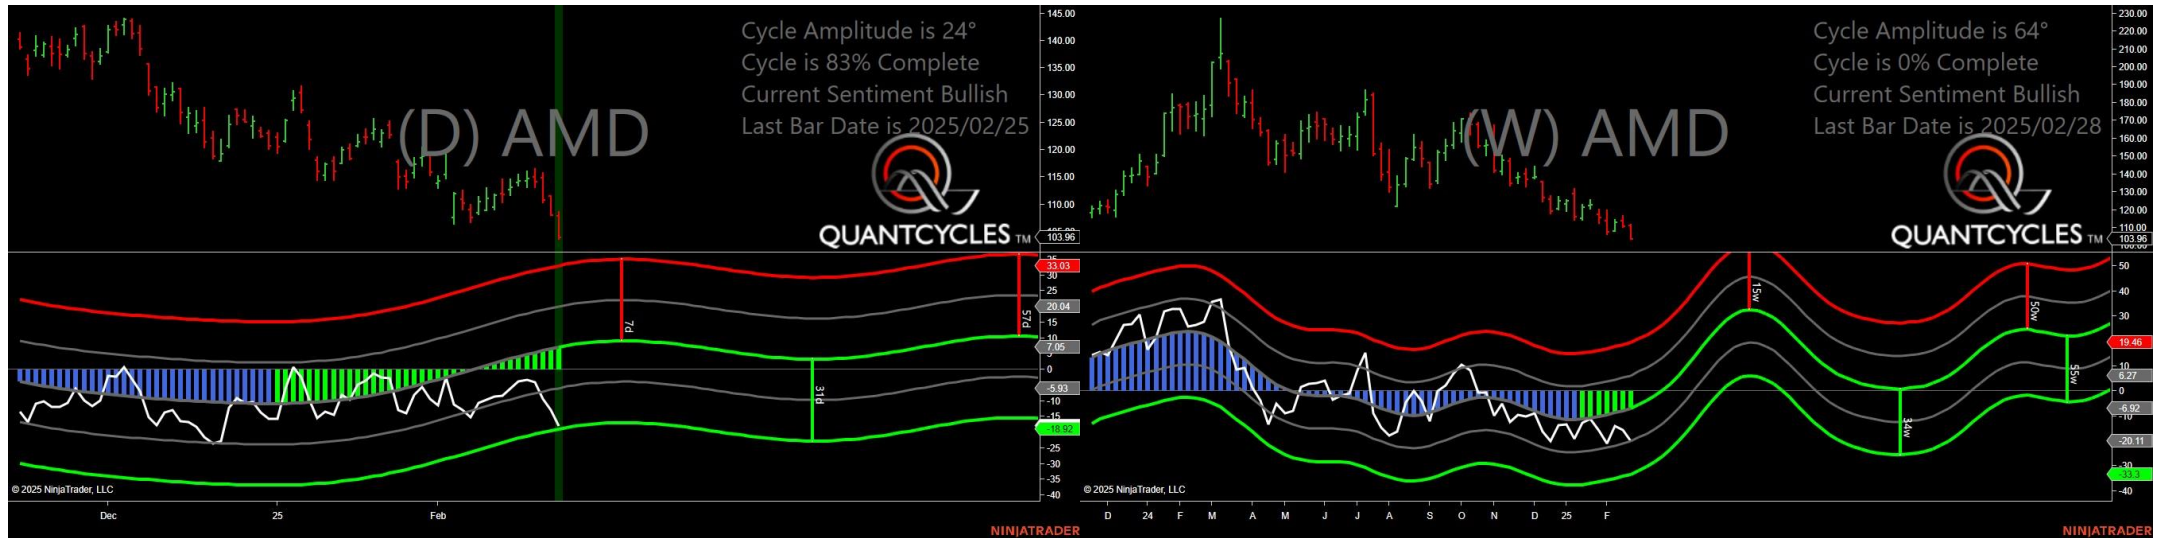 Cycle Amplitude is 24°
Cycle is 83% Complete
Current Sentiment Bullish
Last Bar Date is 2025/02/25
(D) AMD
QUANTCYCLES TM
145.00
140.00
135.00
130.00
125.00
120.00
115.00
110.00
103.96
35
33.03
30
25
20.04
15
10
7.05
5
0
-5.93
-10
-15
-18.92
-25
-30
-35
-40
7d
31d
57d
© 2025 NinjaTrader, LLC
Dec
25
Feb
NINJATRADER
Cycle Amplitude is 64°
Cycle is 0% Complete
Current Sentiment Bullish
Last Bar Date is 2025/02/28
(W) AMD
QUANTCYCLES TM
230.00
220.00
210.00
200.00
190.00
180.00
170.00
160.00
150.00
140.00
130.00
120.00
110.00
103.96
50
40
30
19.46
10
6.27
0
-6.92
-10
-20.11
-30
-33.3
-40
15w
34w
50w
55w
© 2025 NinjaTrader, LLC
D 24 F M A M J J A S O N D 25 F
NINJATRADER